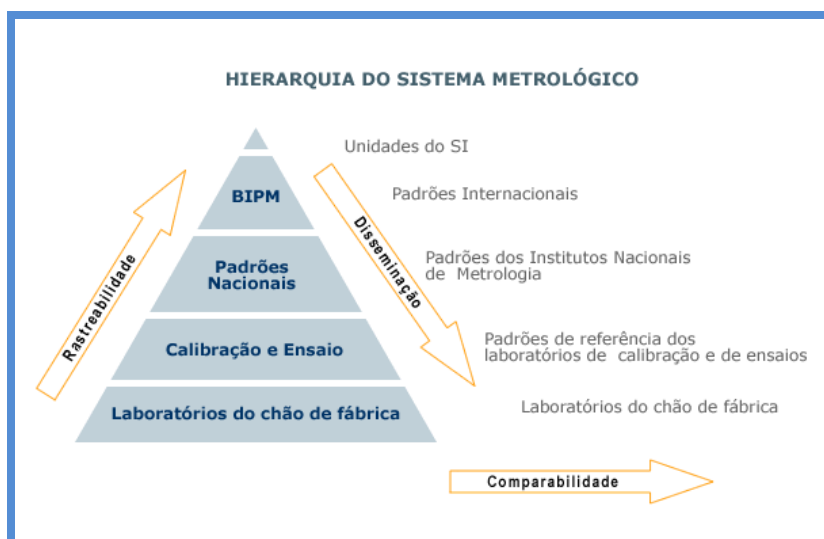 HIERARQUIA DO SISTEMA METROLÓGICO
Unidades do SI
BIPM
Padrões Internacionais
Rastreabilidade
Disseminação
Padrões
Nacionais
Padrões dos Institutos Nacionais
de Metrologia
Calibração e Ensaio
Padrões de referência dos
laboratórios de calibração e de ensaios
Laboratórios do chão de fábrica
Laboratórios do chão de fábrica
Comparabilidade